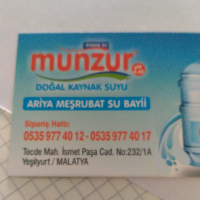 munzur
DOĞAL KAYNAK SUYU
ARİYA MEŞRUBAT SU BAYİİ
Sipariş Hattı:
0535 977 40 12 - 0535 977 40 17
Tecde Mah. İsmet Paşa Cad. No:232/1A
Yeşilyurt / MALATYA